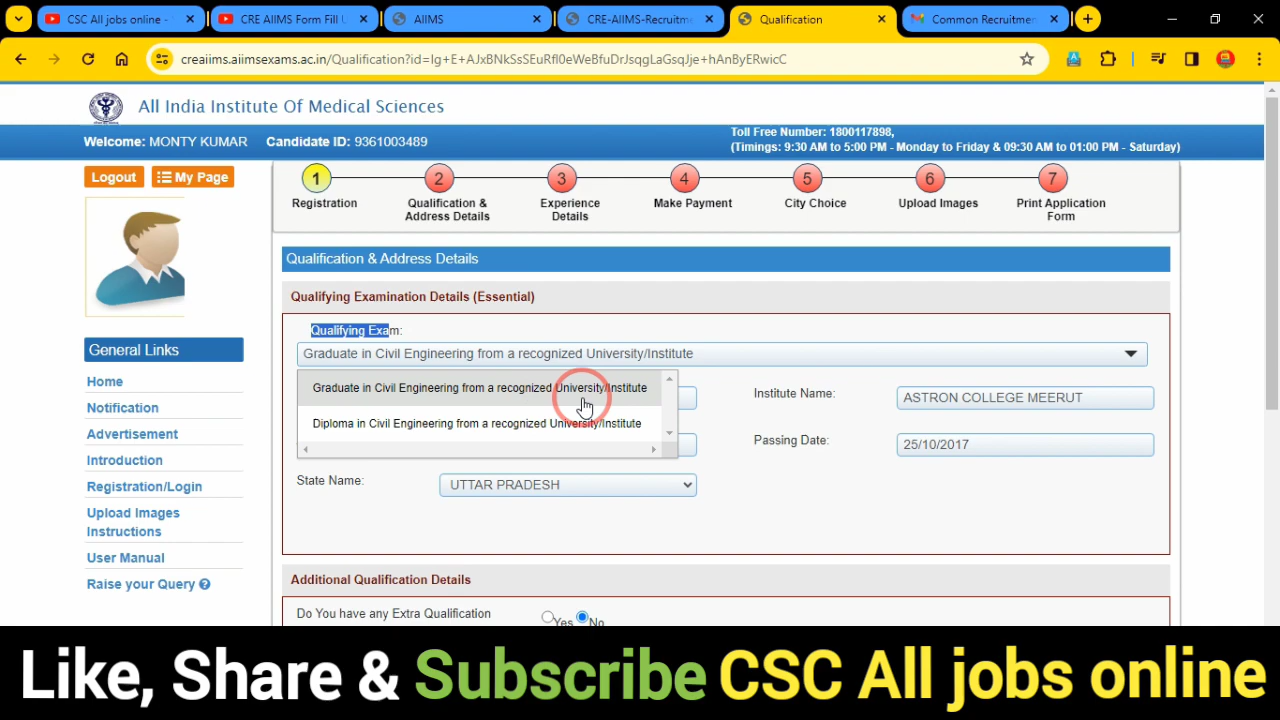 CSC All jobs online -
CRE AIIMS Form Fill
AIIMS
CRE-AIIMS-Recruitm
Qualification
Common Recruitmen
creaiims.aiimsexams.ac.in/Qualification?id=Ig+E+AJxBNkSsSEuRfl0eWeBfuDrJsqgLaGsqJje+hAnByERwicC
All India Institute Of Medical Sciences
Welcome: MONTY KUMAR Candidate ID: 9361003489
Toll Free Number: 1800117898,
(Timings: 9:30 AM to 5:00 PM - Monday to Friday & 09:30 AM to 01:00 PM - Saturday)
Logout My Page
1 2 3 4 5 6 7
Registration
Qualification &
Address Details
Experience
Details
Make Payment
City Choice
Upload Images
Print Application
Form
Qualification & Address Details
Qualifying Examination Details (Essential)
Qualifying Exam:
Graduate in Civil Engineering from a recognized University/Institute
Graduate in Civil Engineering from a recognized University/Institute
Diploma in Civil Engineering from a recognized University/Institute
Institute Name: ASTRON COLLEGE MEERUT
Passing Date: 25/10/2017
State Name: UTTAR PRADESH
Additional Qualification Details
Do You have any Extra Qualification Yes No
General Links
Home
Notification
Advertisement
Introduction
Registration/Login
Upload Images
Instructions
User Manual
Raise your Query
Like, Share & Subscribe CSC All jobs online